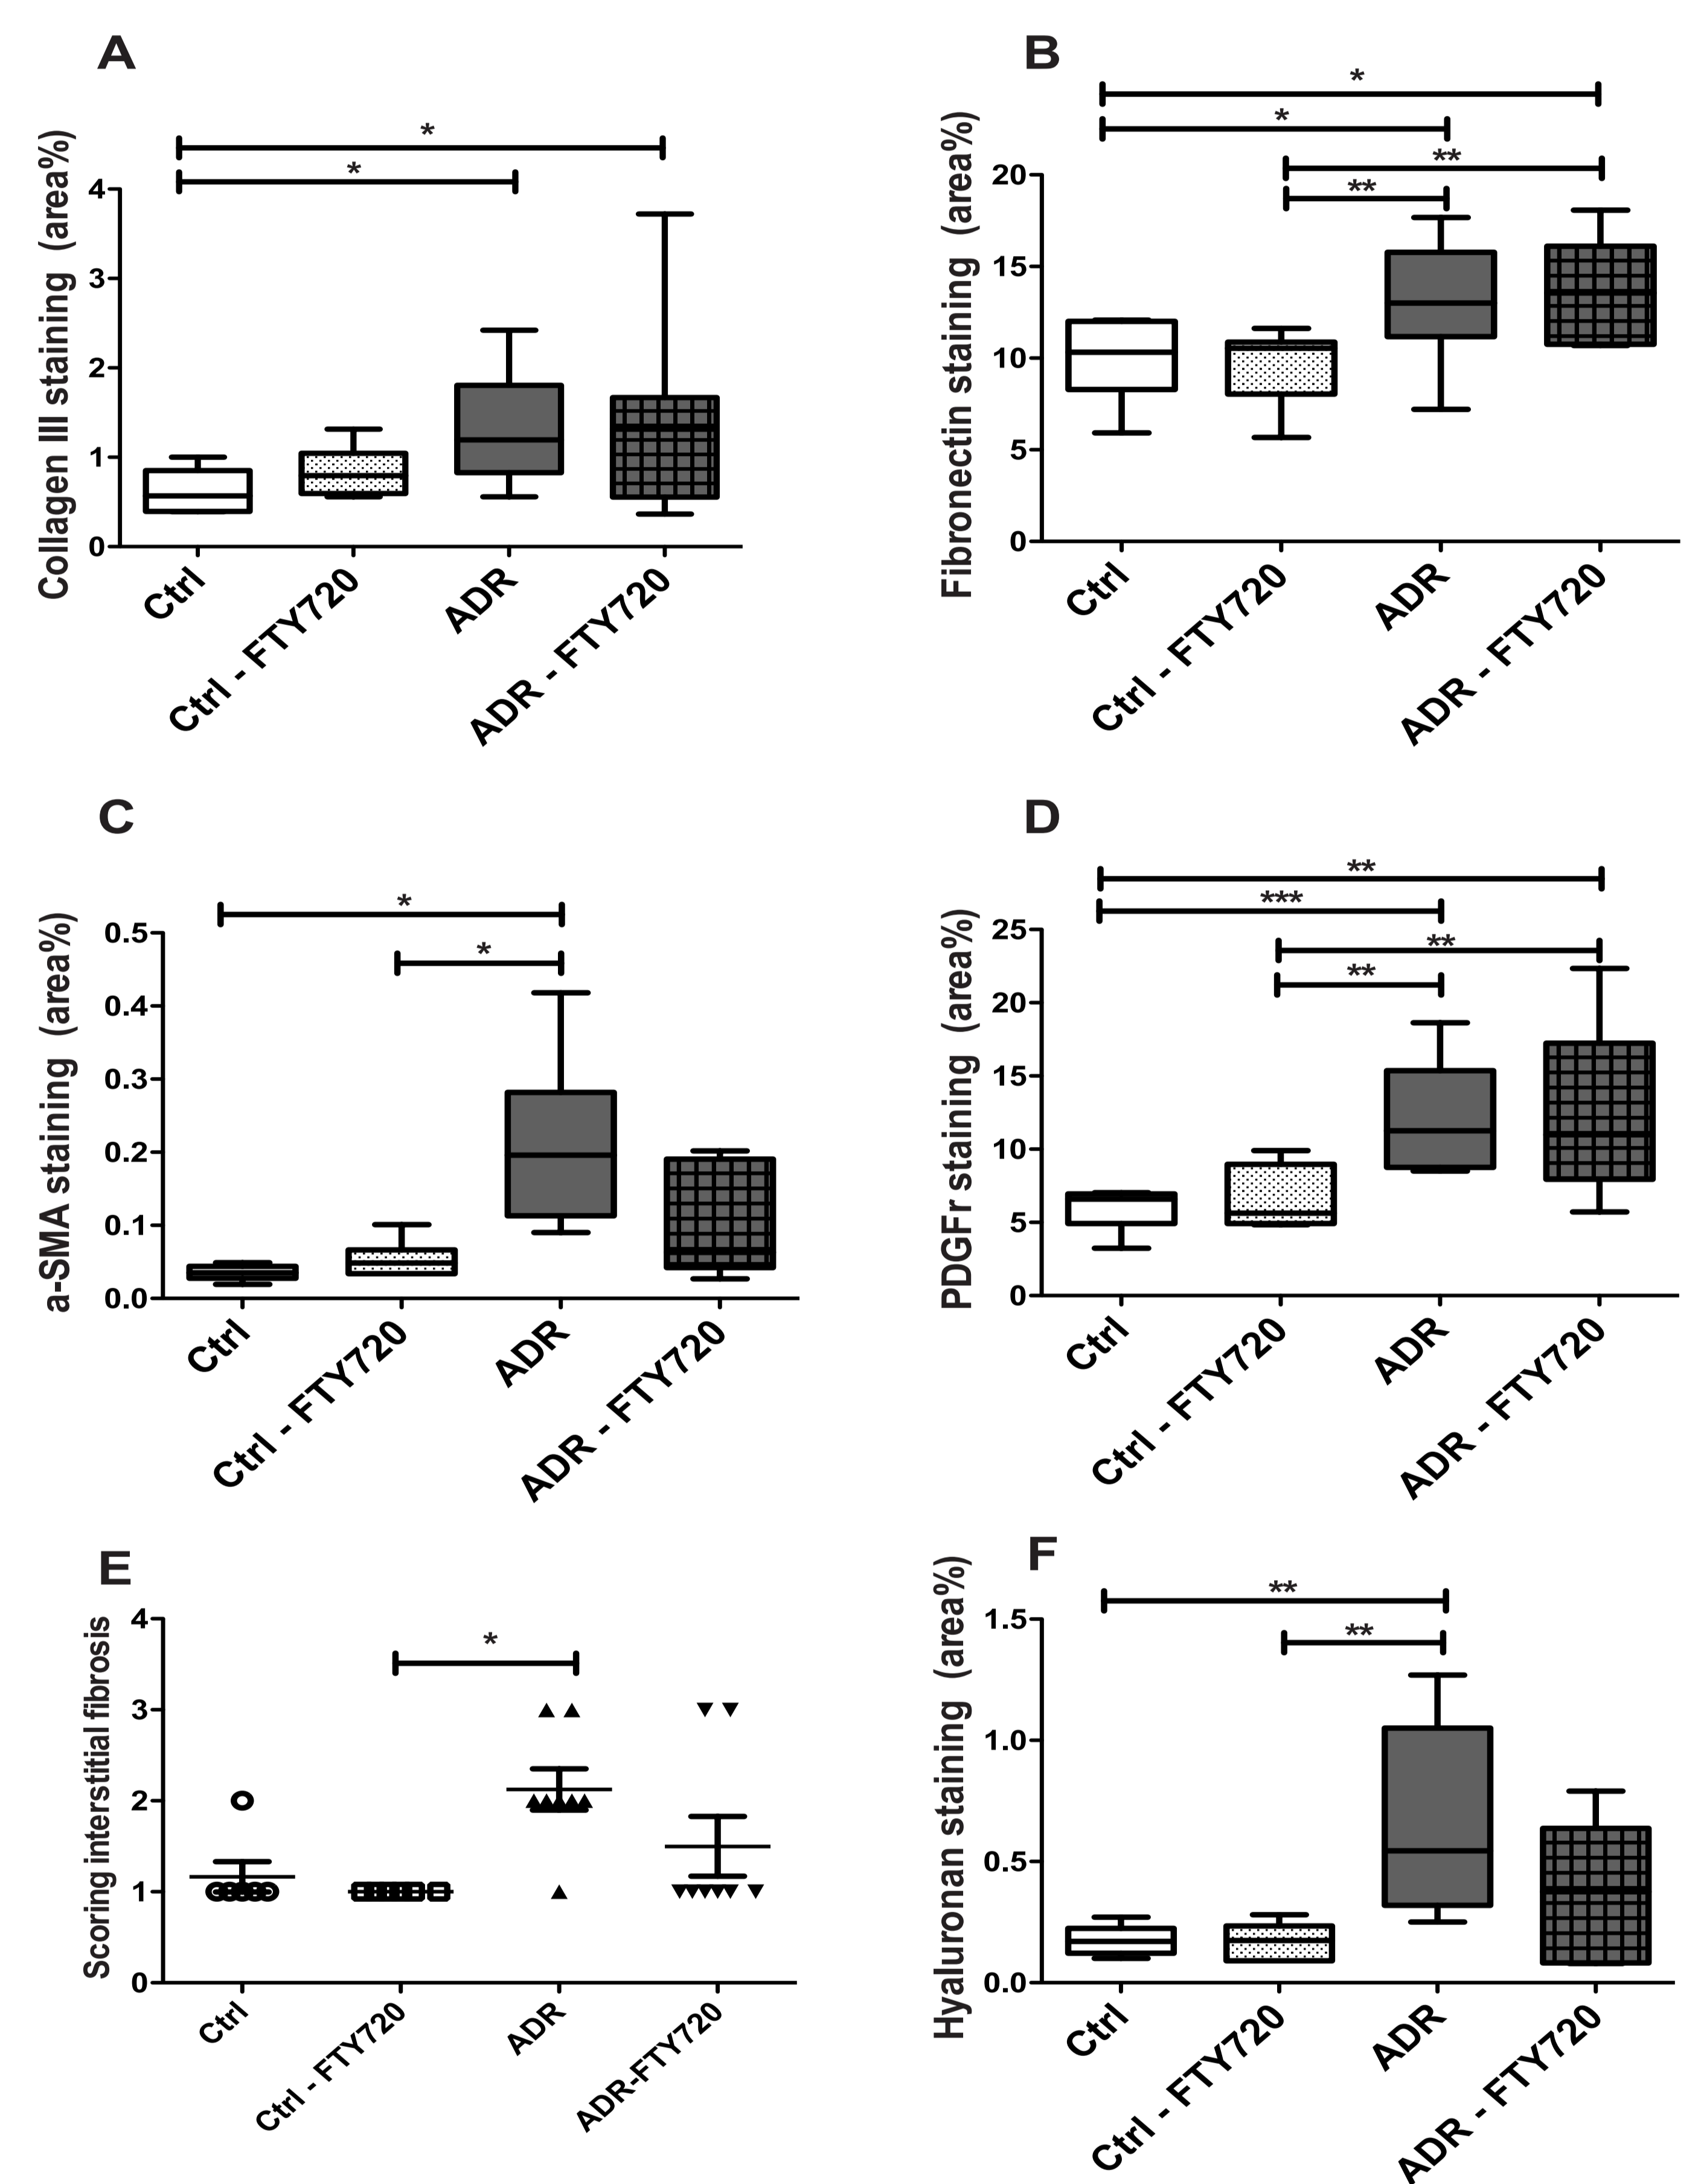 A
Collagen III staining (area%)
*
*
4
3
2
1
0
Ctrl
Ctrl - FTY720
ADR
ADR - FTY720
B
Fibronectin staining (area%)
*
*
**
**
20
15
10
5
0
Ctrl
Ctrl - FTY720
ADR
ADR - FTY720
C
a-SMA staining (area%)
*
*
0.5
0.4
0.3
0.2
0.1
0.0
Ctrl
Ctrl - FTY720
ADR
ADR - FTY720
D
PDGFr staining (area%)
**
***
**
**
25
20
15
10
5
0
Ctrl
Ctrl - FTY720
ADR
ADR - FTY720
E
Scoring interstitial fibrosis
*
4
3
2
1
0
Ctrl
Ctrl - FTY720
ADR
ADR-FTY720
F
Hyaluronan staining (area%)
**
**
1.5
1.0
0.5
0.0
Ctrl
Ctrl - FTY720
ADR
ADR - FTY720